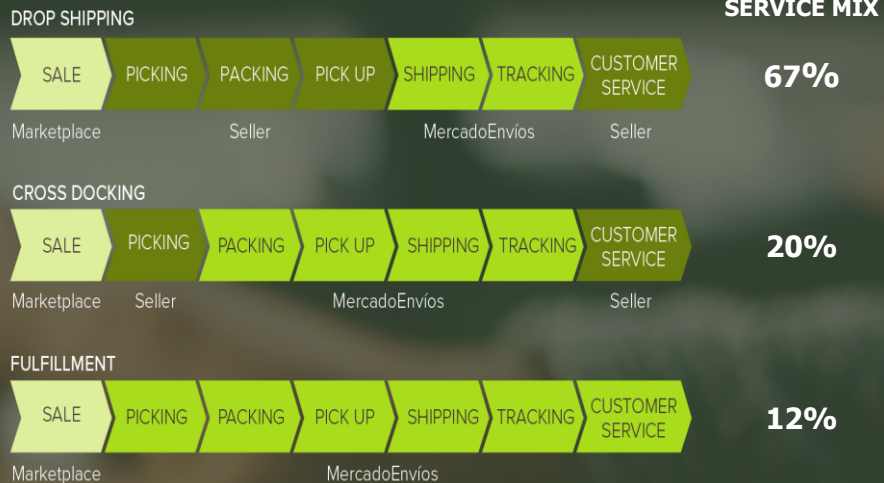 SERVICE MIX
DROP SHIPPING
SALE PICKING PACKING PICK UP SHIPPING TRACKING CUSTOMER SERVICE 67%
Marketplace Seller MercadoEnvíos Seller
CROSS DOCKING
SALE PICKING PACKING PICK UP SHIPPING TRACKING CUSTOMER SERVICE 20%
Marketplace Seller MercadoEnvíos Seller
FULFILLMENT
SALE PICKING PACKING PICK UP SHIPPING TRACKING CUSTOMER SERVICE 12%
Marketplace MercadoEnvíos